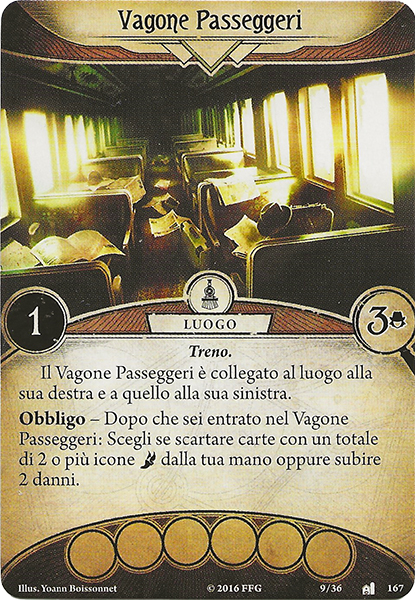 Vagone Passeggeri
1
LUOGO
3
Treno.
Il Vagone Passeggeri è collegato al luogo alla
sua destra e a quello alla sua sinistra.
Obbligo – Dopo che sei entrato nel Vagone
Passeggeri: Scegli se scartare carte con un totale
di 2 o più icone dalla tua mano oppure subire
2 danni.
Illus. Yoann Boissonnet © 2016 FFG 9/36 167